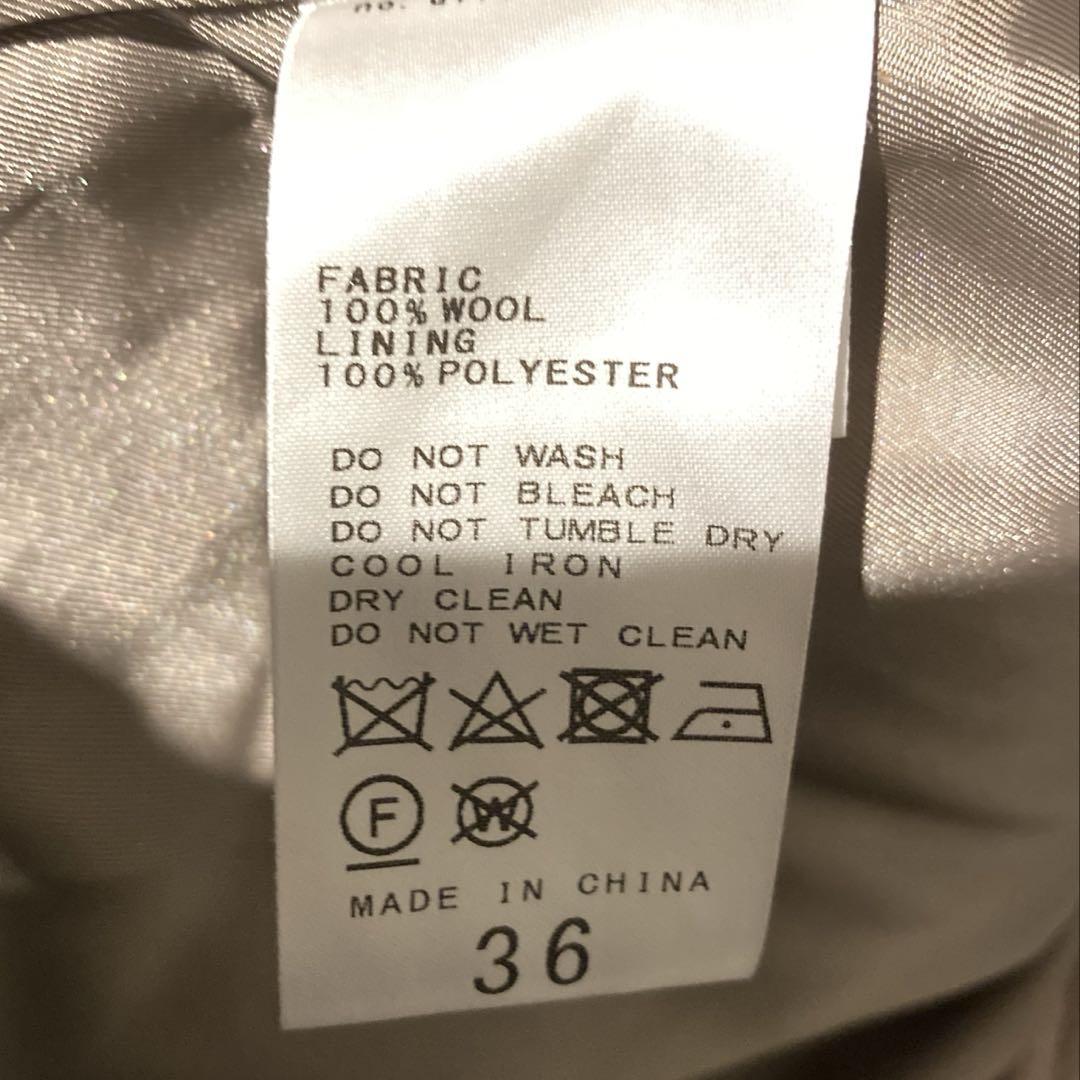 no.
FABRIC
100% WOOL
LINING
100% POLYESTER
DO NOT WASH
DO NOT BLEACH
DO NOT TUMBLE DRY
COOL IRON
DRY CLEAN
DO NOT WET CLEAN
F W
MADE IN CHINA
36